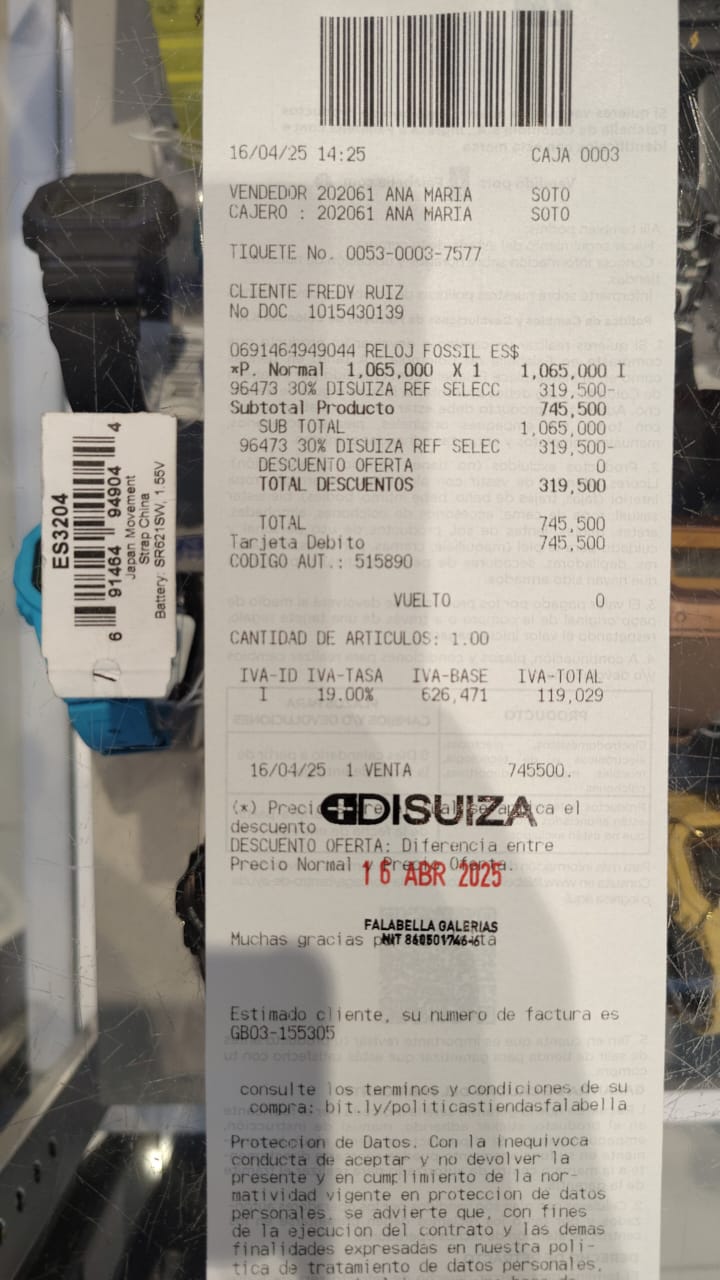 16/04/25 14:25 CAJA 0003
VENDEDOR 202061 ANA MARIA SOTO
CAJERO : 202061 ANA MARIA SOTO
TIQUETE No. 0053-0003-7577
CLIENTE FREDY RUIZ
No DOC 1015430139
0691464949044 RELOJ FOSSIL ES$
*P. Normal 1,065,000 X 1 1,065,000 I
96473 30% DISUIZA REF SELECC 319,500-
Subtotal Producto 745,500
SUB TOTAL 1,065,000
96473 30% DISUIZA REF SELEC 319,500-
DESCUENTO OFERTA 0
TOTAL DESCUENTOS 319,500
TOTAL 745,500
Tarjeta Debito 745,500
CODIGO AUT.: 515890
VUELTO 0
CANTIDAD DE ARTICULOS: 1.00
IVA-ID IVA-TASA IVA-BASE IVA-TOTAL
I 19.00% 626,471 119,029
16/04/25 1 VENTA 745500.
(*) Precio el
DISUIZA
descuento
DESCUENTO OFERTA: Diferencia entre
Precio Normal y Precio Oferta.
16 ABR 2025
FALABELLA GALERIAS
NIT 860501746-6
Muchas gracias
Estimado cliente, su numero de factura es
GB03-155305
consulte los terminos y condiciones de su
compra: bit.ly/politicastiendasfalabella
Proteccion de Datos. Con la inequivoca
conducta de aceptar y no devolver la
presente y en cumplimiento de la nor-
matividad vigente en proteccion de datos
personales, se advierte que, con fines
de la ejecucion del contrato y las demas
finalidades expresadas en nuestra poli-
tica de tratamiento de datos personales,
ES3204
6 91464 94904 4
Japan Movement
Strap China
Battery: SR621SW, 1.55V